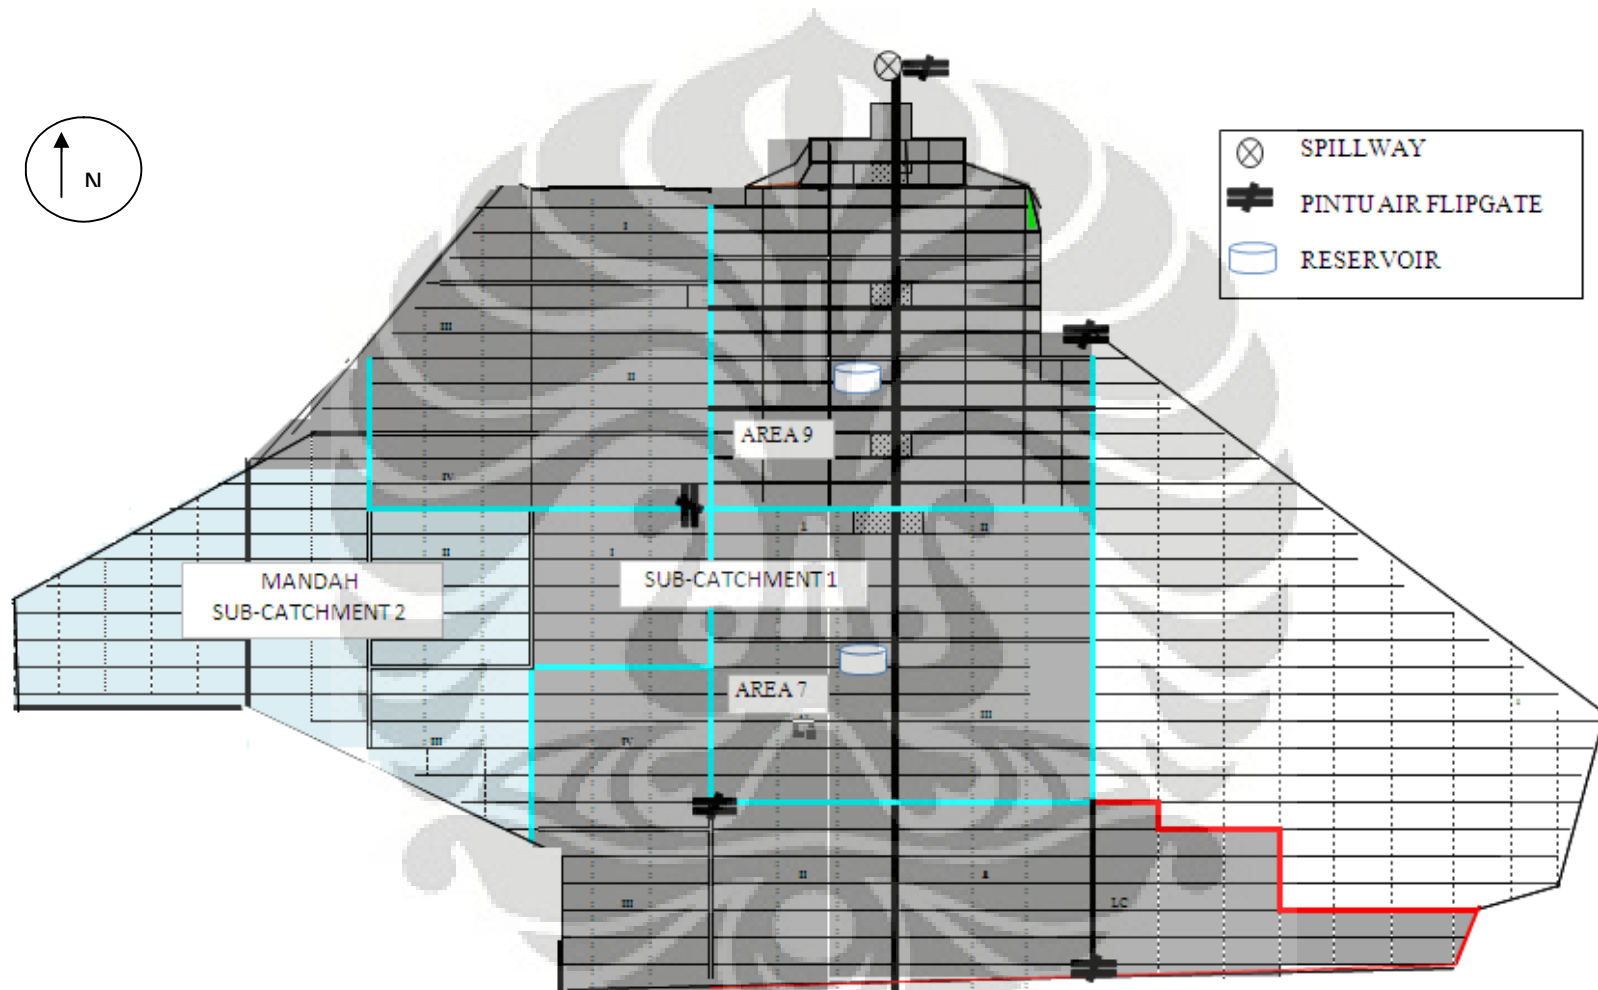 N
SPILLWAY
PINTU AIR FLIPGATE
RESERVOIR
I
III
II
AREA 9
IV
II
I
II
MANDAH
SUB-CATCHMENT 2
SUB-CATCHMENT 1
AREA 7
III
III
IV
II
III
LC